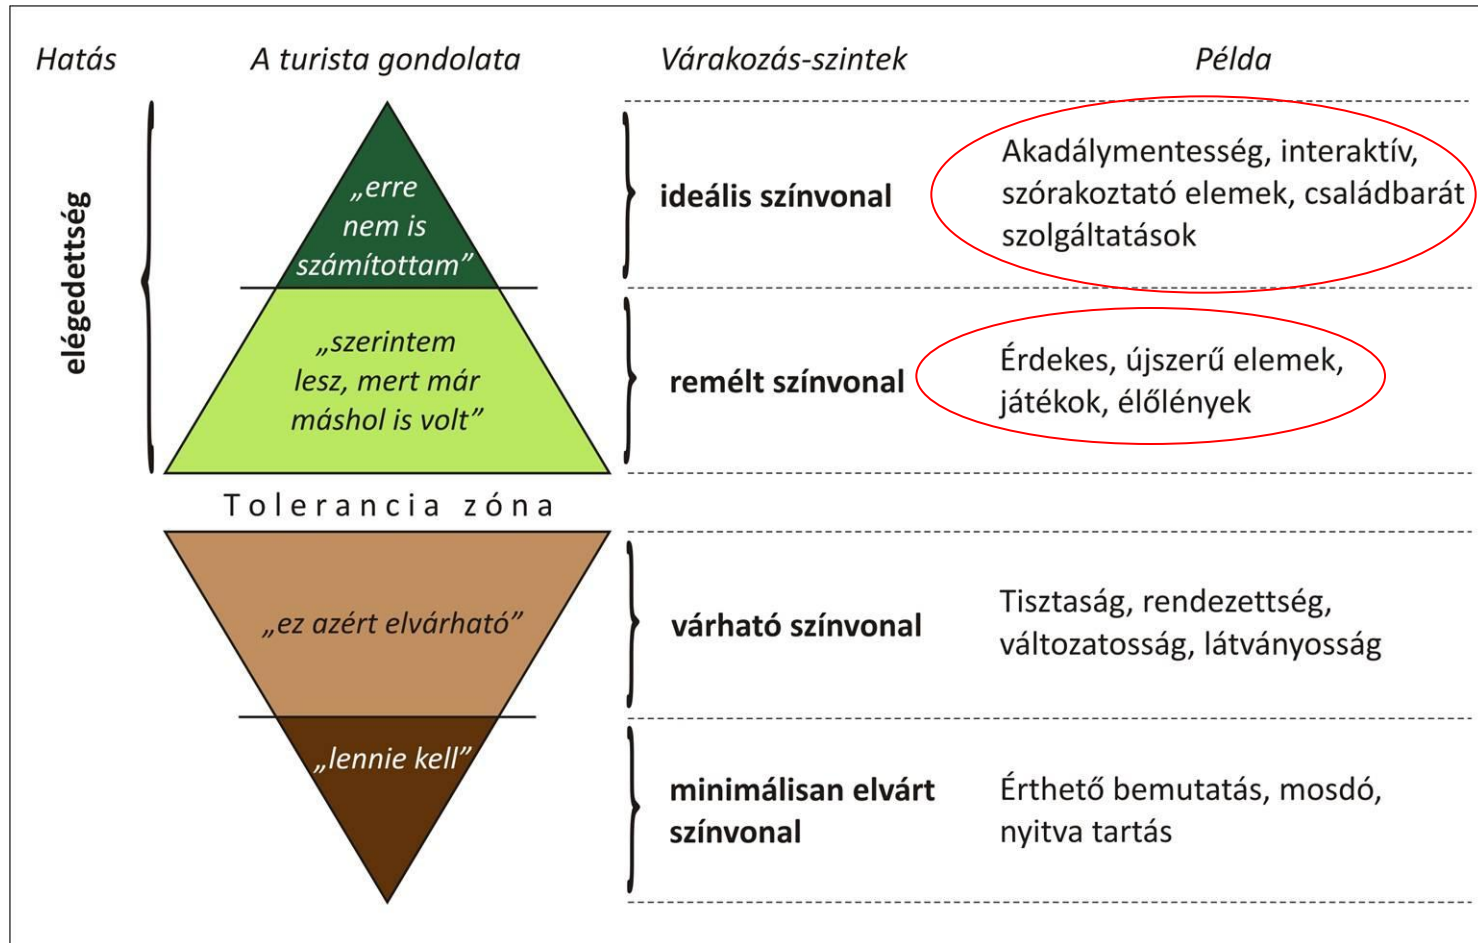 Hatás
A turista gondolata
Várakozás-szintek
Példa
elégedettség
„erre
nem is
számítottam”
ideális színvonal
Akadálymentesség, interaktív,
szórakoztató elemek, családbarát
szolgáltatások
„szerintem
lesz, mert már
máshol is volt”
remélt színvonal
Érdekes, újszerű elemek,
játékok, élőlények
Tolerancia zóna
„ez azért elvárható”
várható színvonal
Tisztaság, rendezettség,
változatosság, látványosság
„lennie kell”
minimálisan elvárt
színvonal
Érthető bemutatás, mosdó,
nyitva tartás